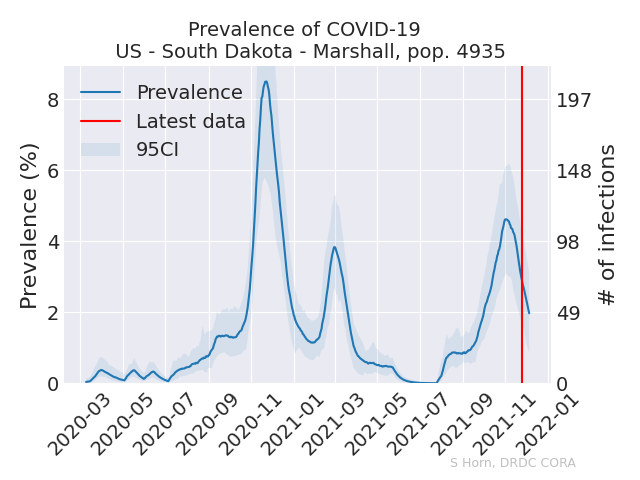 Prevalence of COVID-19
US - South Dakota - Marshall, pop. 4935
Prevalence
Latest data
95CI
Prevalence (%)
8
6
4
2
0
197
148
98
49
0
# of infections
2020-03
2020-05
2020-07
2020-09
2020-11
2021-01
2021-03
2021-05
2021-07
2021-09
2021-11
2022-01
S Horn, DRDC CORA